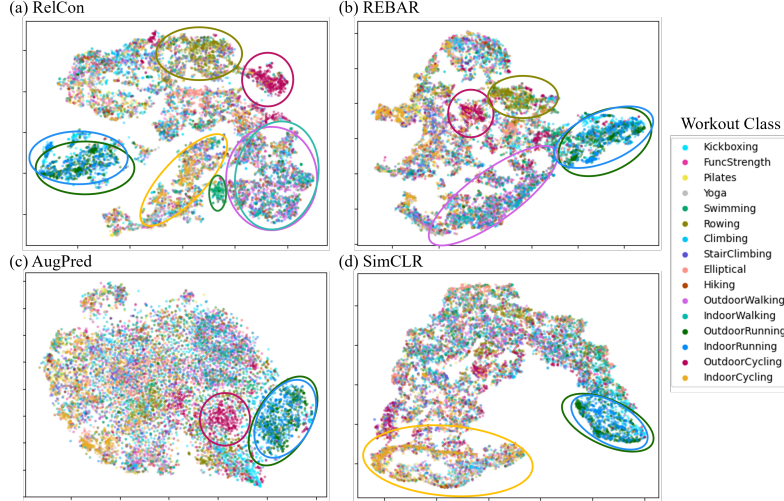 (a) RelCon
(b) REBAR
(c) AugPred
(d) SimCLR
Workout Class
Kickboxing
FuncStrength
Pilates
Yoga
Swimming
Rowing
Climbing
StairClimbing
Elliptical
Hiking
OutdoorWalking
IndoorWalking
OutdoorRunning
IndoorRunning
OutdoorCycling
IndoorCycling